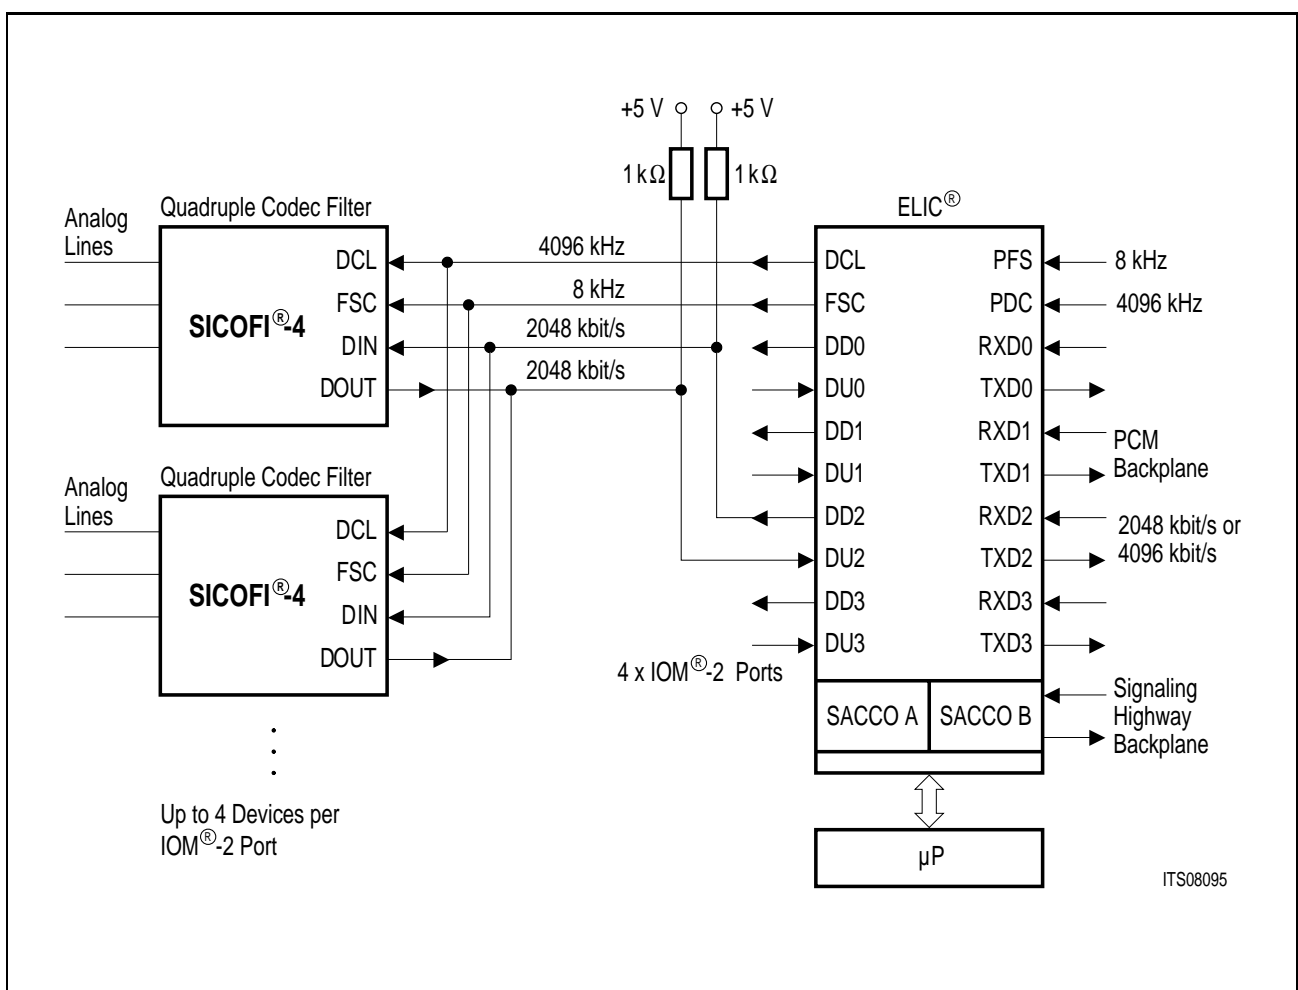 +5 V
+5 V
1 kΩ
1 kΩ
Quadruple Codec Filter
ELIC®
Analog
Lines
DCL
4096 kHz
DCL
PFS
8 kHz
FSC
8 kHz
FSC
PDC
4096 kHz
SICOFI®-4
DIN
2048 kbit/s
DD0
RXD0
DOUT
2048 kbit/s
DU0
TXD0
DD1
RXD1
PCM
Backplane
DU1
TXD1
Quadruple Codec Filter
Analog
Lines
DCL
DD2
RXD2
2048 kbit/s or
4096 kbit/s
FSC
DU2
TXD2
SICOFI®-4
DIN
DD3
RXD3
DOUT
DU3
TXD3
4 x IOM®-2 Ports
SACCO A
SACCO B
Signaling
Highway
Backplane
Up to 4 Devices per
IOM®-2 Port
µP
ITS08095